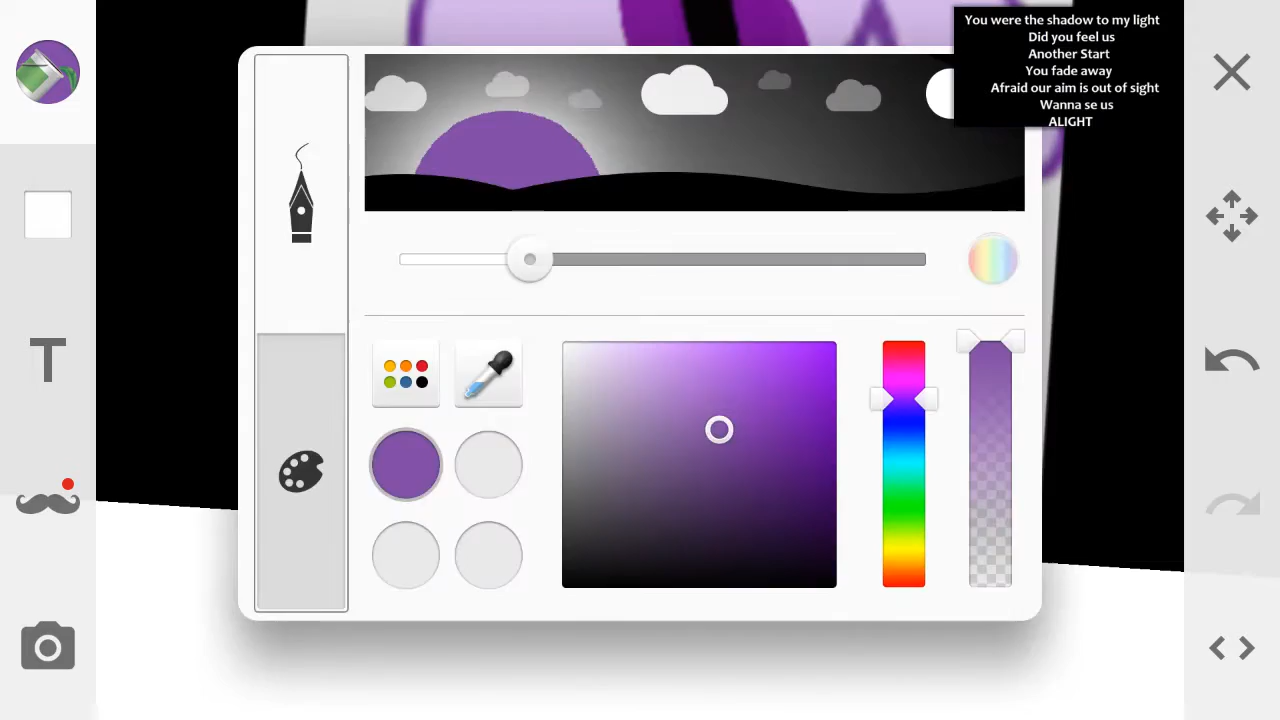 You were the shadow to my light
Did you feel us
Another Start
You fade away
Afraid our aim is out of sight
Wanna se us
ALIGHT
T